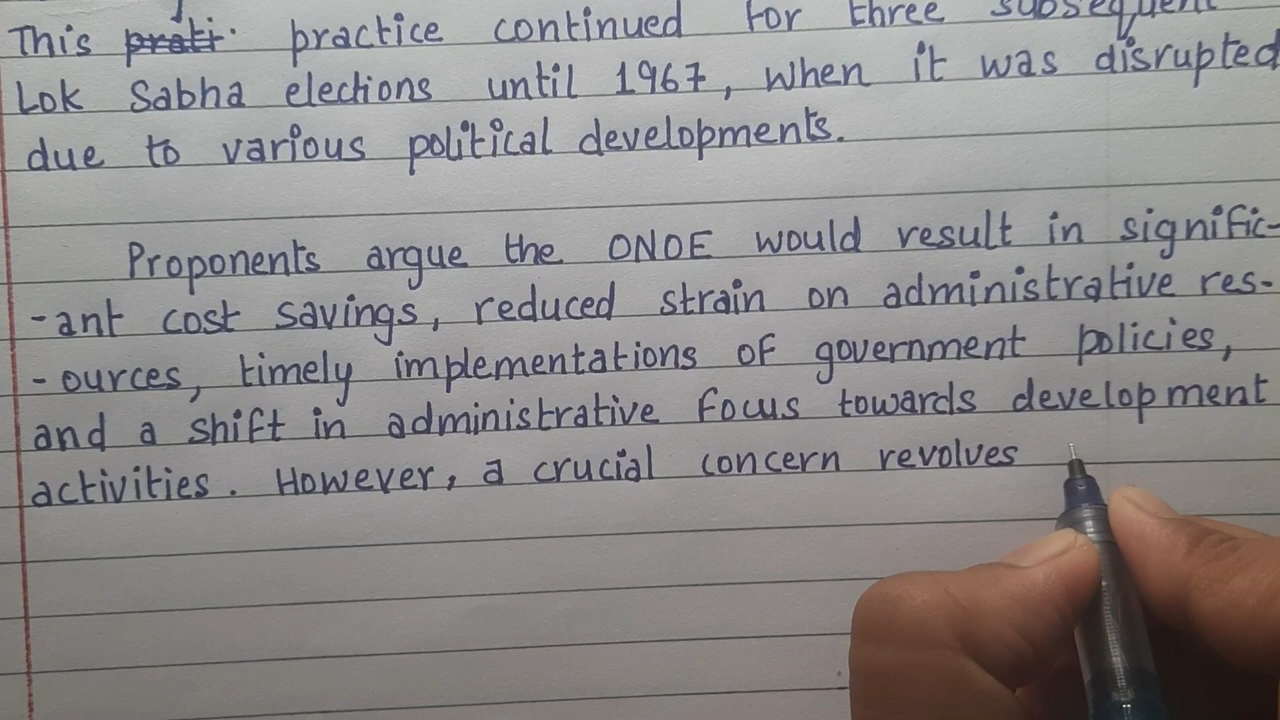 This pratr practice continued for three subsequent
Lok Sabha elections until 1967, when it was disrupted
due to various political developments.
Proponents argue the ONOE would result in signific-
-ant cost savings, reduced strain on administrative res-
-ources, timely implementations of government policies,
and a shift in administrative focus towards development
activities. However, a crucial concern revolves